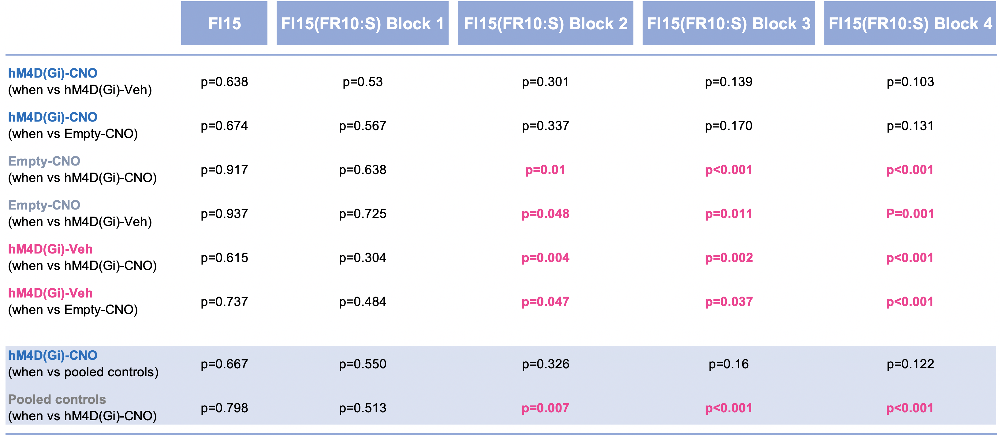 FI15 FI15(FR10:S) Block 1 FI15(FR10:S) Block 2 FI15(FR10:S) Block 3 FI15(FR10:S) Block 4
hM4D(Gi)-CNO
(when vs hM4D(Gi)-Veh) p=0.638 p=0.53 p=0.301 p=0.139 p=0.103
hM4D(Gi)-CNO
(when vs Empty-CNO) p=0.674 p=0.567 p=0.337 p=0.170 p=0.131
Empty-CNO
(when vs hM4D(Gi)-CNO) p=0.917 p=0.638 p=0.01 p<0.001 p<0.001
Empty-CNO
(when vs hM4D(Gi)-Veh) p=0.937 p=0.725 p=0.048 p=0.011 P=0.001
hM4D(Gi)-Veh
(when vs hM4D(Gi)-CNO) p=0.615 p=0.304 p=0.004 p=0.002 p<0.001
hM4D(Gi)-Veh
(when vs Empty-CNO) p=0.737 p=0.484 p=0.047 p=0.037 p<0.001
hM4D(Gi)-CNO
(when vs pooled controls) p=0.667 p=0.550 p=0.326 p=0.16 p=0.122
Pooled controls
(when vs hM4D(Gi)-CNO) p=0.798 p=0.513 p=0.007 p<0.001 p<0.001